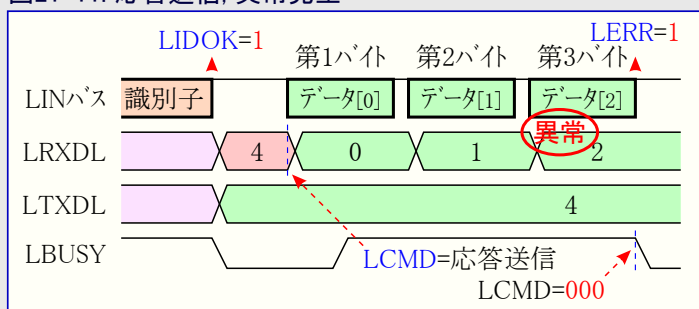 LIDOK=1
LERR=1
第1バイト 第2バイト 第3バイト
LINバス 識別子 データ[0] データ[1] データ[2]
異常
LRXDL 4 0 1 2
LTXDL 4
LBUSY
LCMD=応答送信
LCMD=000